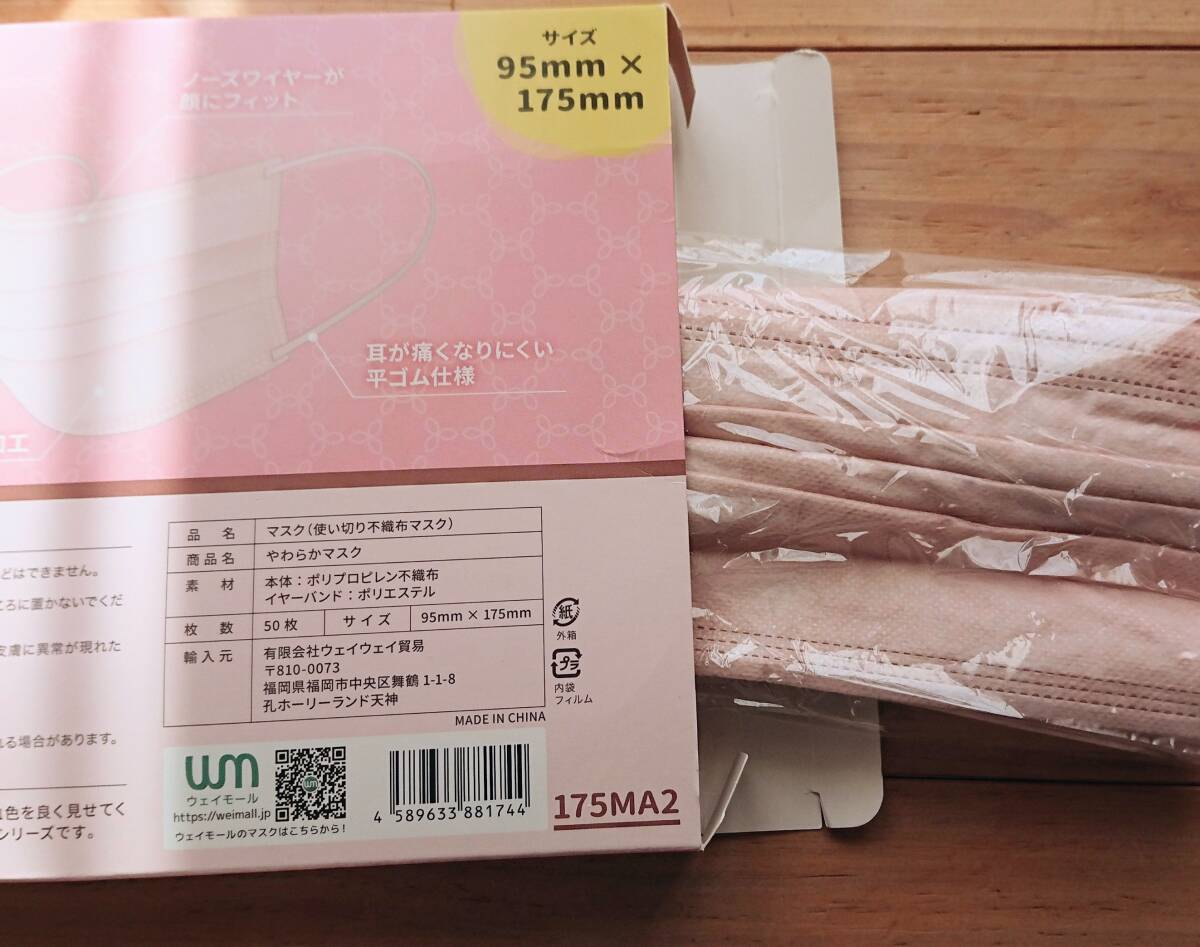 サイズ
95mm ×
175mm
ノーズワイヤーが
顔にフィット
耳が痛くなりにくい
平ゴム仕様
加工
どはできません。
ころに置かないでくだ
皮膚に異常が現れた
れる場合があります。
色を良く見せてく
シリーズです。
品 名 マスク(使い切り不織布マスク)
商品名 やわらかマスク
素 材 本体:ポリプロピレン不織布
イヤーバンド:ポリエステル
枚 数 50枚 サイズ 95mm × 175mm
輸入元 有限会社ウェイウェイ貿易
〒810-0073
福岡県福岡市中央区舞鶴 1-1-8
孔ホーリーランド天神
MADE IN CHINA
紙
外箱
プラ
内袋
フィルム
wm
ウェイモール
https://weimall.jp
ウェイモールのマスクはこちらから!
wm
4 589633 881744
175MA2